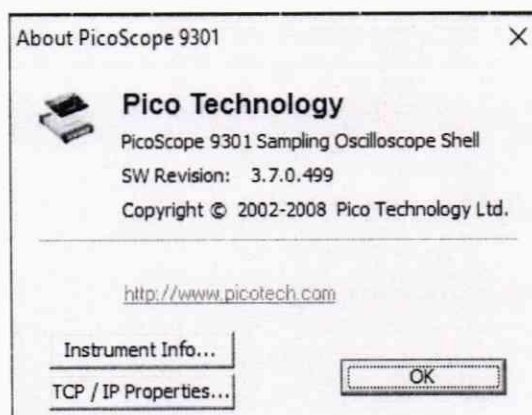 About PicoScope 9301
Pico Technology
PicoScope 9301 Sampling Oscilloscope Shell
SW Revision: 3.7.0.499
Copyright © 2002-2008 Pico Technology Ltd.
http://www.picotech.com
Instrument Info...
OK
TCP / IP Properties...